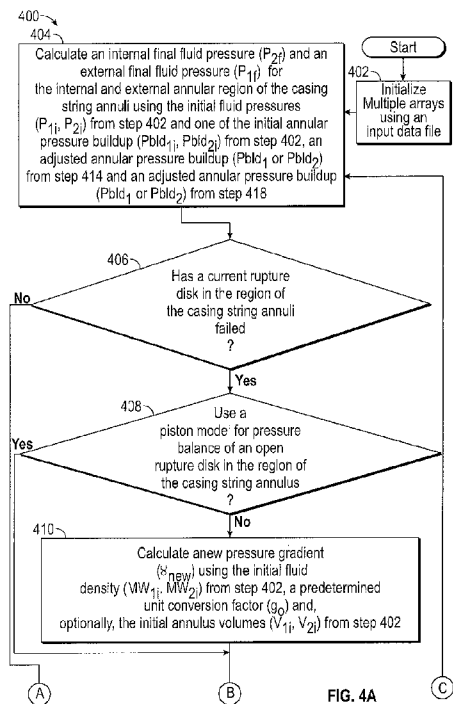 400
404
Calculate an internal final fluid pressure (P2f) and an
external final fluid pressure (P1f) for
the internal and external annular region of the casing
string annuli using the initial fluid pressures
(P1i, P2i) from step 402 and one of the initial annular
pressure buildup (Pbld1i, Pbld2i) from step 402, an
adjusted annular pressure buildup (Pbld1 or Pbld2)
from step 414 and an adjusted annular pressure buildup
(Pbld1 or Pbld2) from step 418
Start
402
Initialize
Multiple arrays using
an input data file
406
Has a current rupture
disk in the region of
the casing string annuli
failed
?
No
Yes
408
Use a
piston model for pressure
balance of an open
rupture disk in the region of
the casing string annulus
?
Yes
No
410
Calculate anew pressure gradient
(४new) using the initial fluid
density (MW1i, MW2i) from step 402, a predetermined
unit conversion factor (go) and,
optionally, the initial annulus volumes (V1i, V2i) from step 402
A
B
C
FIG. 4A